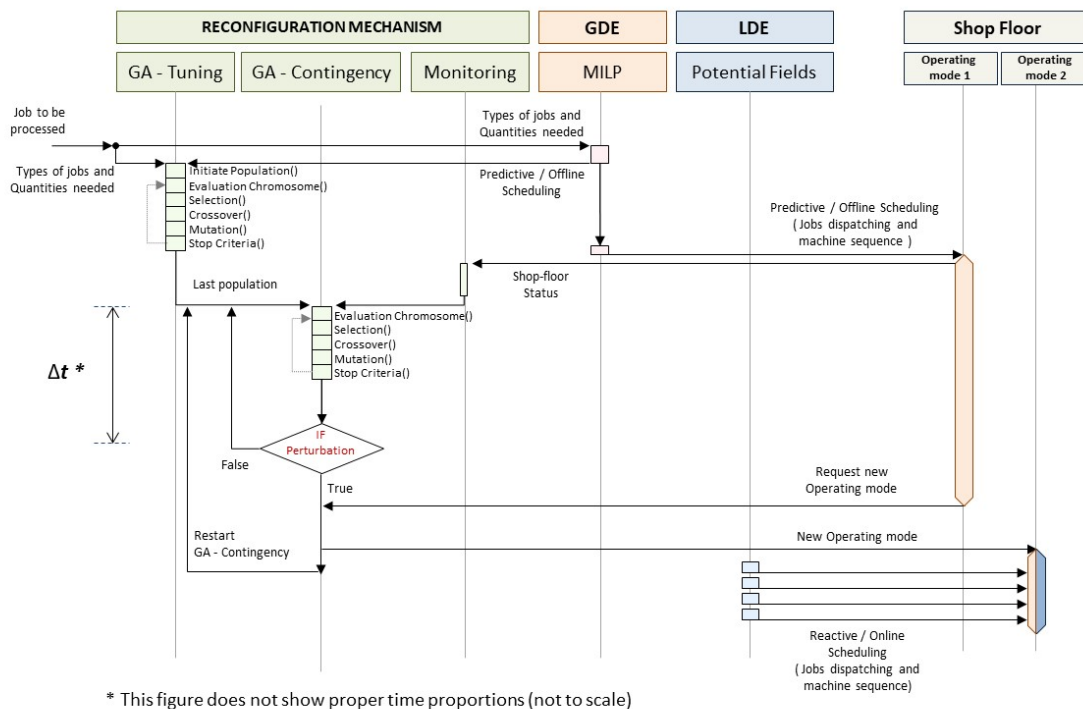 RECONFIGURATION MECHANISM
GDE
LDE
Shop Floor
GA - Tuning
GA - Contingency
Monitoring
MILP
Potential Fields
Operating
mode 1
Operating
mode 2
Job to be
processed
Types of jobs and
Quantities needed
Types of jobs and
Quantities needed
Initiate Population()
Evaluation Chromosome()
Selection()
Crossover()
Mutation()
Stop Criteria()
Predictive / Offline
Scheduling
Predictive / Offline Scheduling
( Jobs dispatching and
machine sequence )
Last population
Shop-floor
Status
Evaluation Chromosome()
Selection()
Crossover()
Mutation()
Stop Criteria()
Δt *
IF
Perturbation
False
True
Request new
Operating mode
Restart
GA - Contingency
New Operating mode
Reactive / Online
Scheduling
( Jobs dispatching and
machine sequence)
* This figure does not show proper time proportions (not to scale)